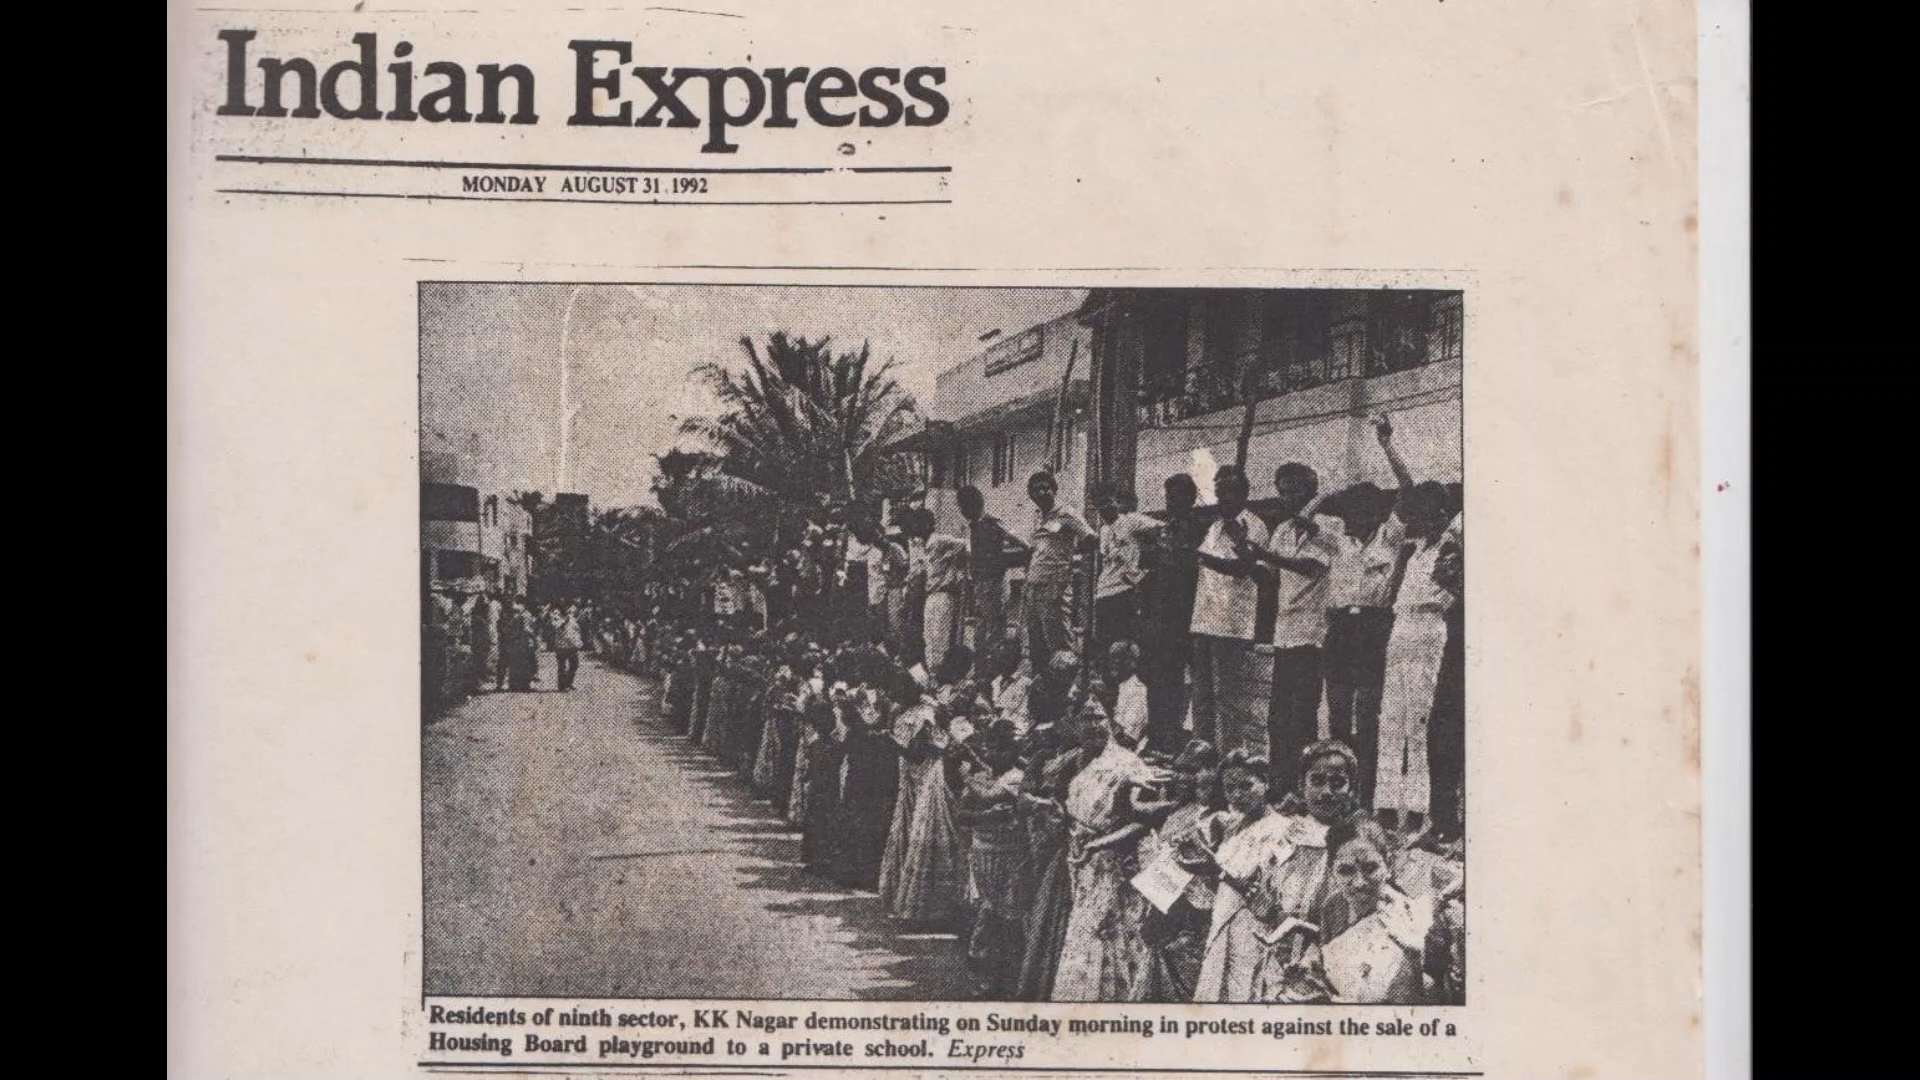 Indian Express
MONDAY AUGUST 31 1992
Residents of ninth sector, KK Nagar demonstrating on Sunday morning in protest against the sale of a
Housing Board playground to a private school. Express